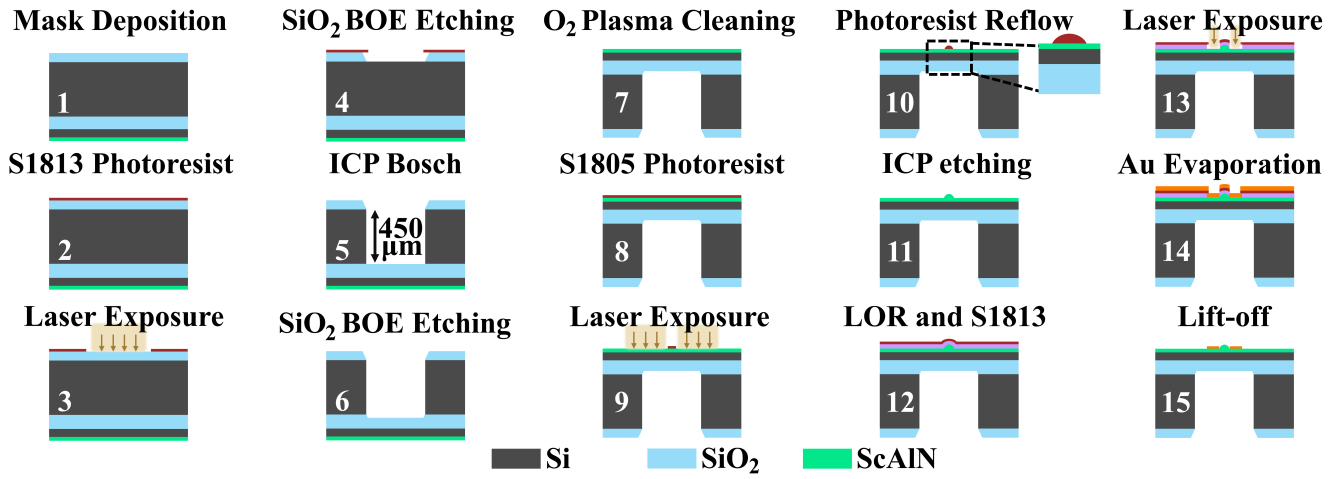 Mask Deposition
SiO2 BOE Etching
O2 Plasma Cleaning
Photoresist Reflow
Laser Exposure
1
4
7
10
13
S1813 Photoresist
ICP Bosch
S1805 Photoresist
ICP etching
Au Evaporation
2
5
450
μm
8
11
14
Laser Exposure
SiO2 BOE Etching
Laser Exposure
LOR and S1813
Lift-off
3
6
9
12
15
Si
SiO2
ScAlN